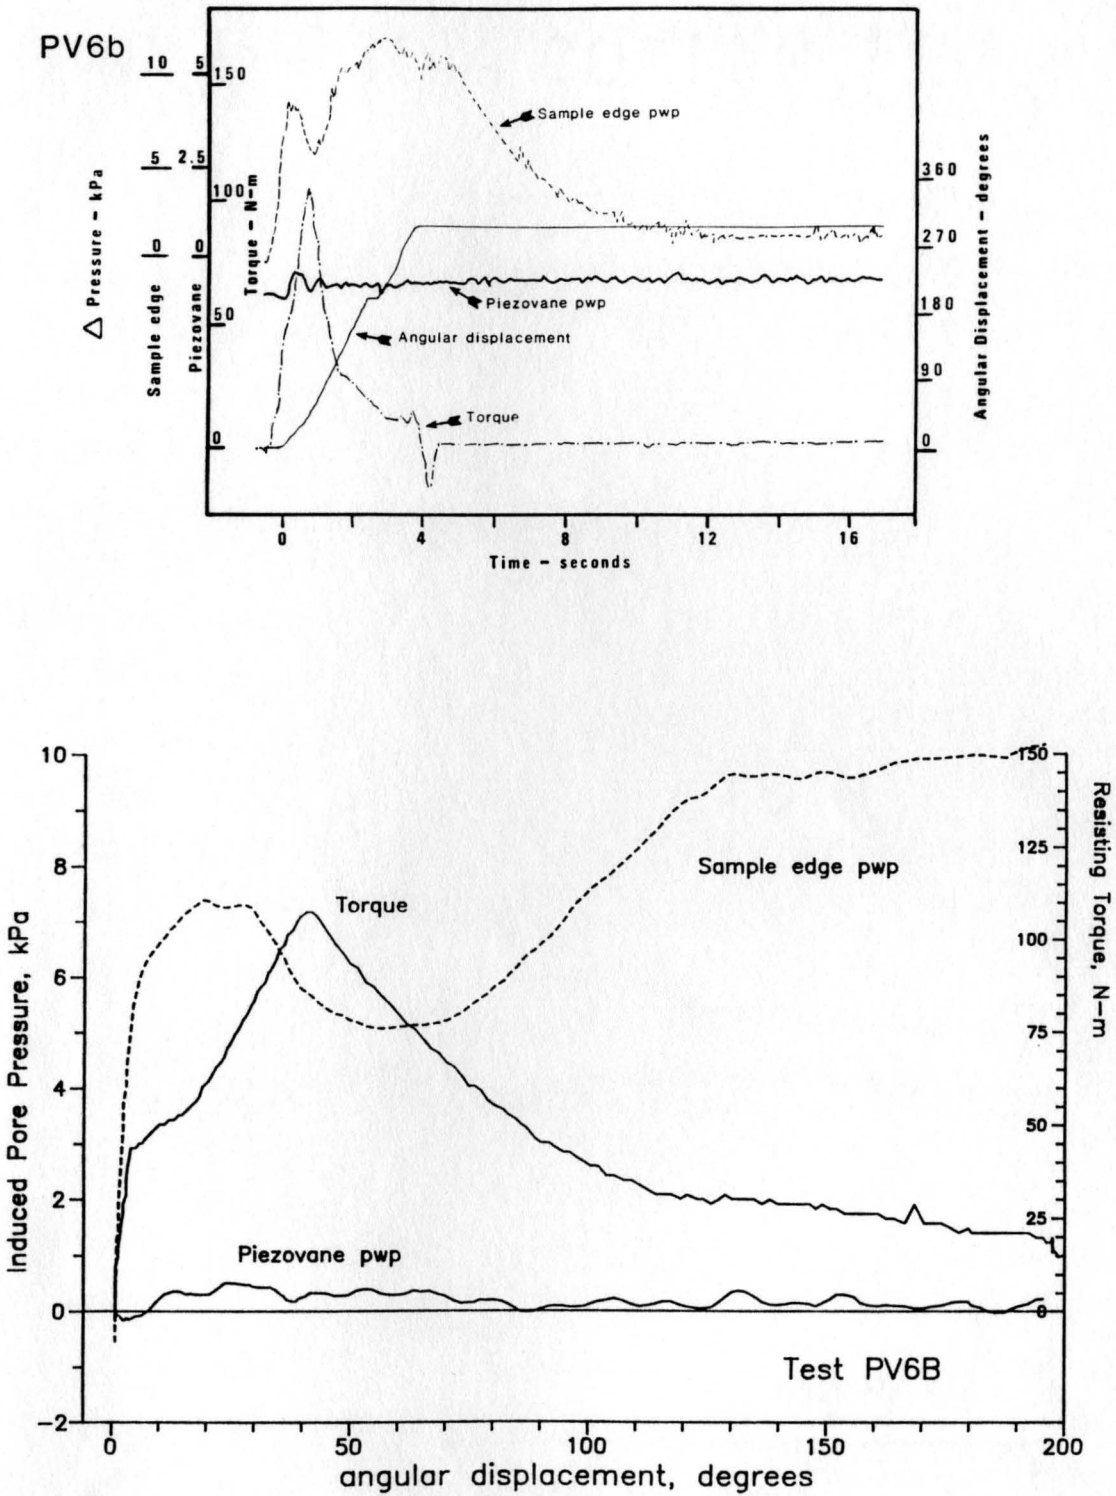 PV6b
10 5
150
Sample edge pwp
5 2.5
100
360
△ Pressure – kPa
Sample edge
Piezovane
Torque – N–m
Angular Displacement – degrees
0 0
270
Piezovane pwp
180
50
Angular displacement
90
Torque
0
0
0 4 8 12 16
Time – seconds
10
150
8
125
Sample edge pwp
Torque
100
6
75
Induced Pore Pressure, kPa
Resisting Torque, N–m
4
50
2
25
Piezovane pwp
0
0
Test PV6B
–2
0 50 100 150 200
angular displacement, degrees